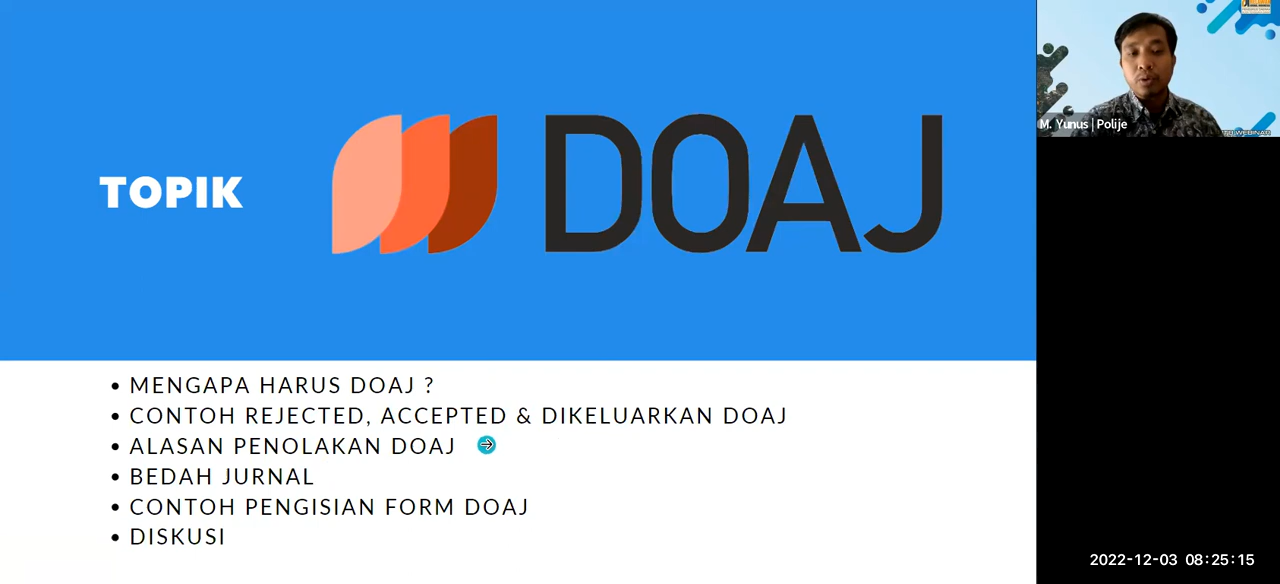 TOPIK
DOAJ
• MENGAPA HARUS DOAJ ?
• CONTOH REJECTED, ACCEPTED & DIKELUARKAN DOAJ
• ALASAN PENOLAKAN DOAJ
• BEDAH JURNAL
• CONTOH PENGISIAN FORM DOAJ
• DISKUSI
M. Yunus | Polije
WEBINAR
2022-12-03 08:25:15